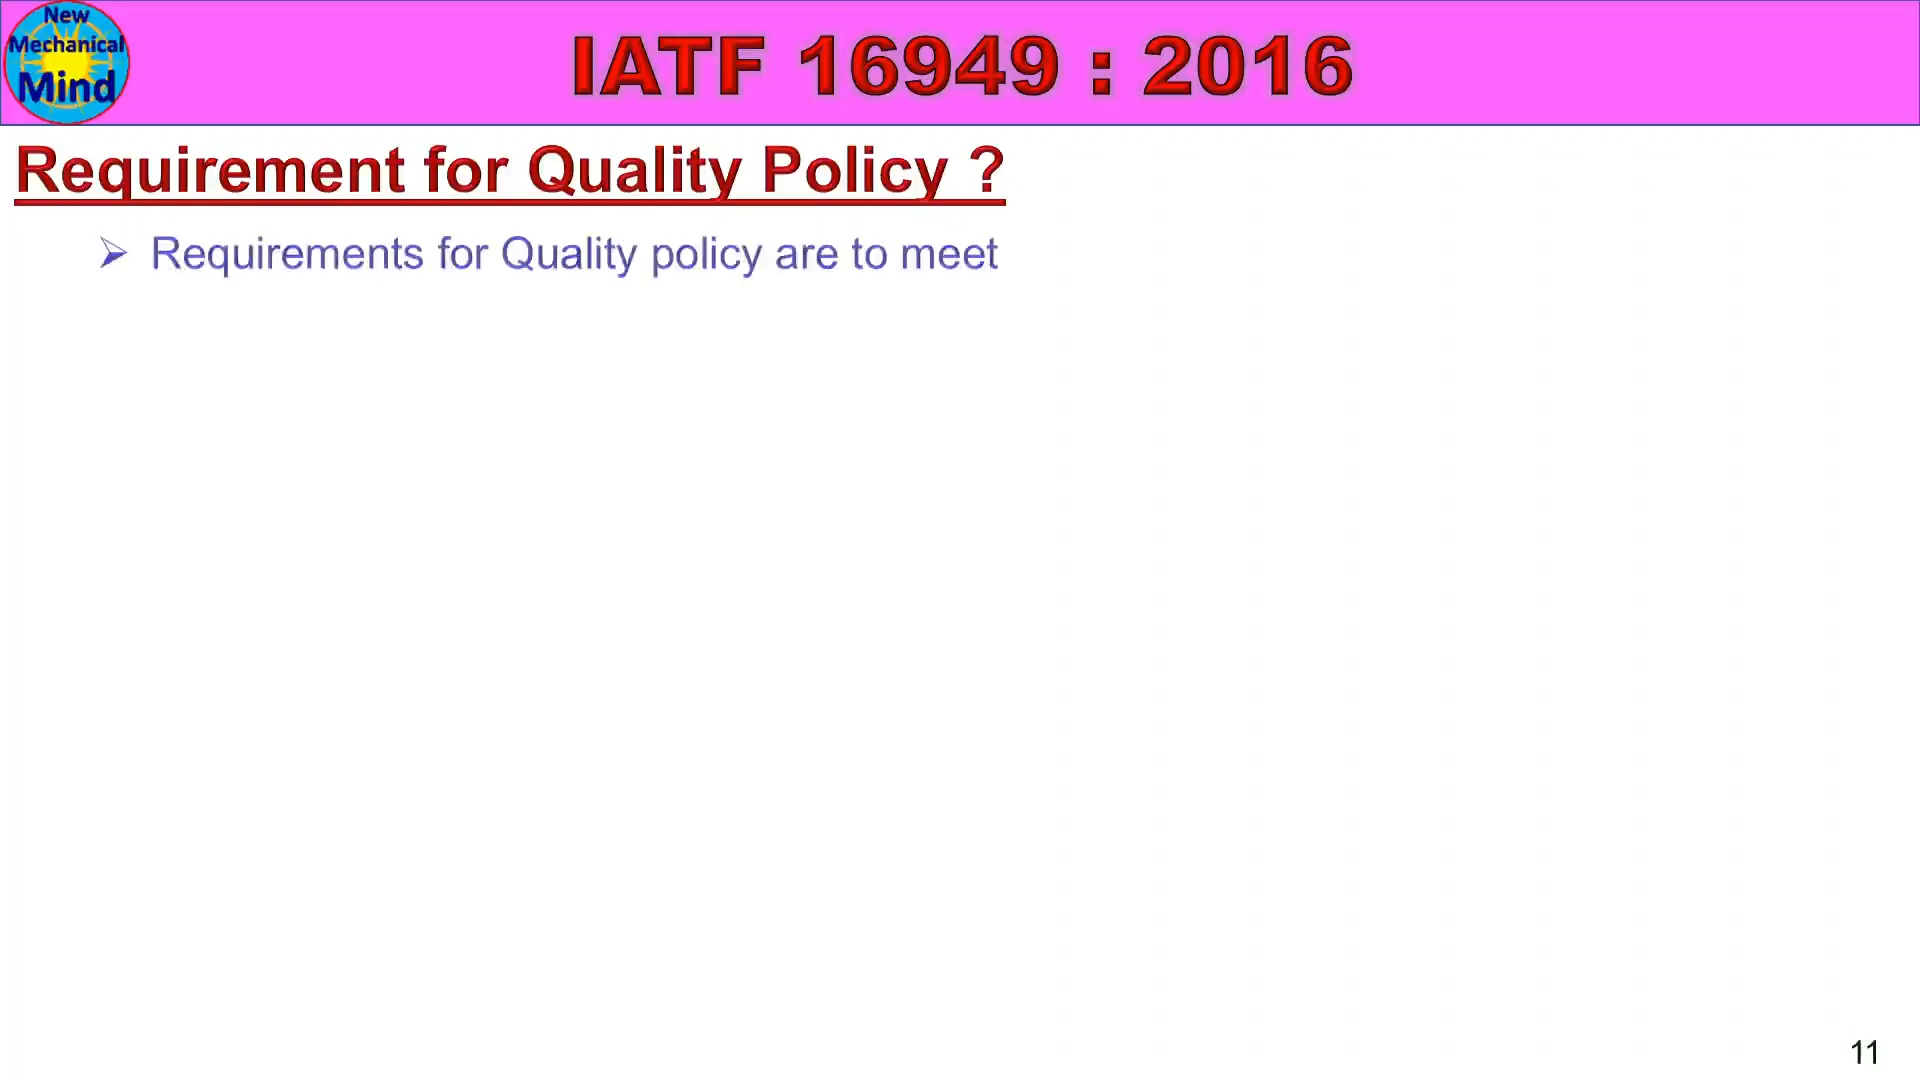 New
Mechanical
Mind
IATF 16949 : 2016
Requirement for Quality Policy ?
➢ Requirements for Quality policy are to meet
11